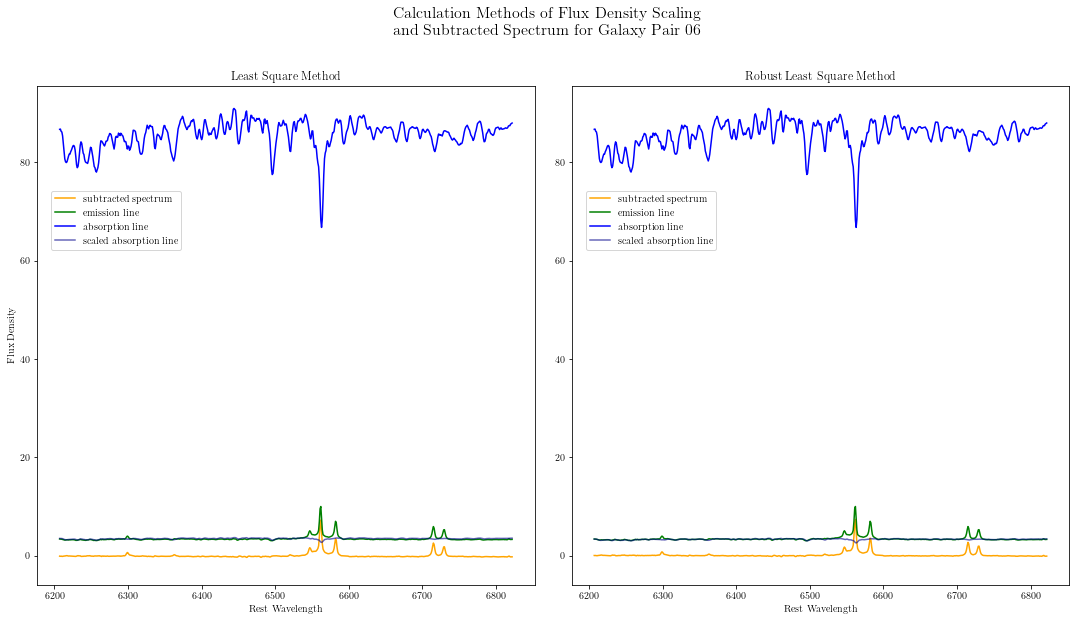 Calculation Methods of Flux Density Scaling
and Subtracted Spectrum for Galaxy Pair 06
Least Square Method
Flux Density
80
60
40
20
0
subtracted spectrum
emission line
absorption line
scaled absorption line
6200 6300 6400 6500 6600 6700 6800
Rest Wavelength
Robust Least Square Method
80
60
40
20
0
subtracted spectrum
emission line
absorption line
scaled absorption line
6200 6300 6400 6500 6600 6700 6800
Rest Wavelength